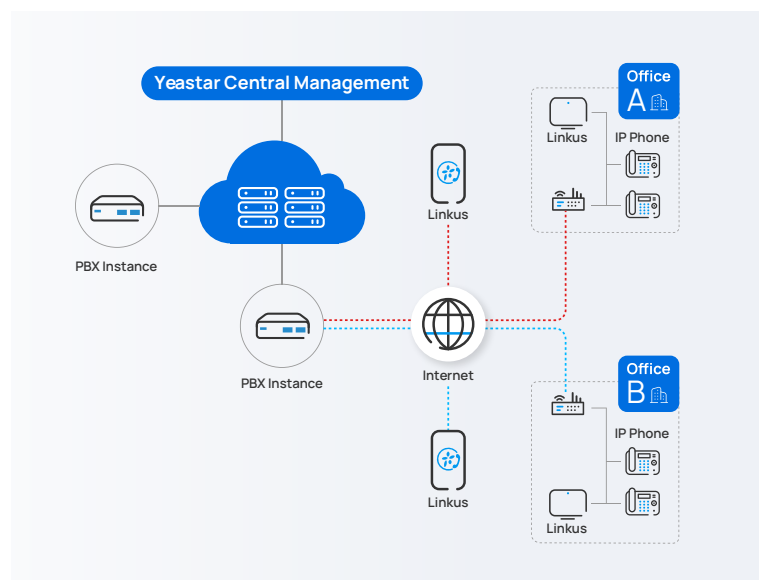 Yeastar Central Management
Office
A
Linkus
IP Phone
Linkus
PBX Instance
PBX Instance
Internet
Office
B
IP Phone
Linkus
Linkus